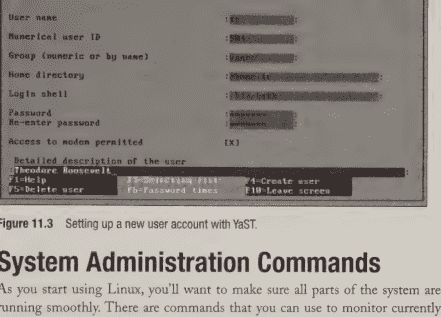 User name
Numerical user ID
Group (numeric or by name)
Home directory
Login shell
Password
Re-enter password
Access to modem permitted [X]
Detailed description of the user
:Theodore Roosevelt
F1=Help F4=Create user
F5=Delete user F6=Password times F10=Leave screen
Figure 11.3 Setting up a new user account with YaST.
System Administration Commands
As you start using Linux, you'll want to make sure all parts of the system are
running smoothly. There are commands that you can use to monitor currently